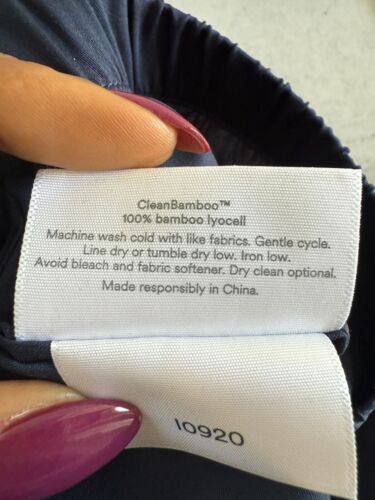 CleanBamboo™
100% bamboo lyocell
Machine wash cold with like fabrics. Gentle cycle.
Line dry or tumble dry low. Iron low.
Avoid bleach and fabric softener. Dry clean optional.
Made responsibly in China.
10920